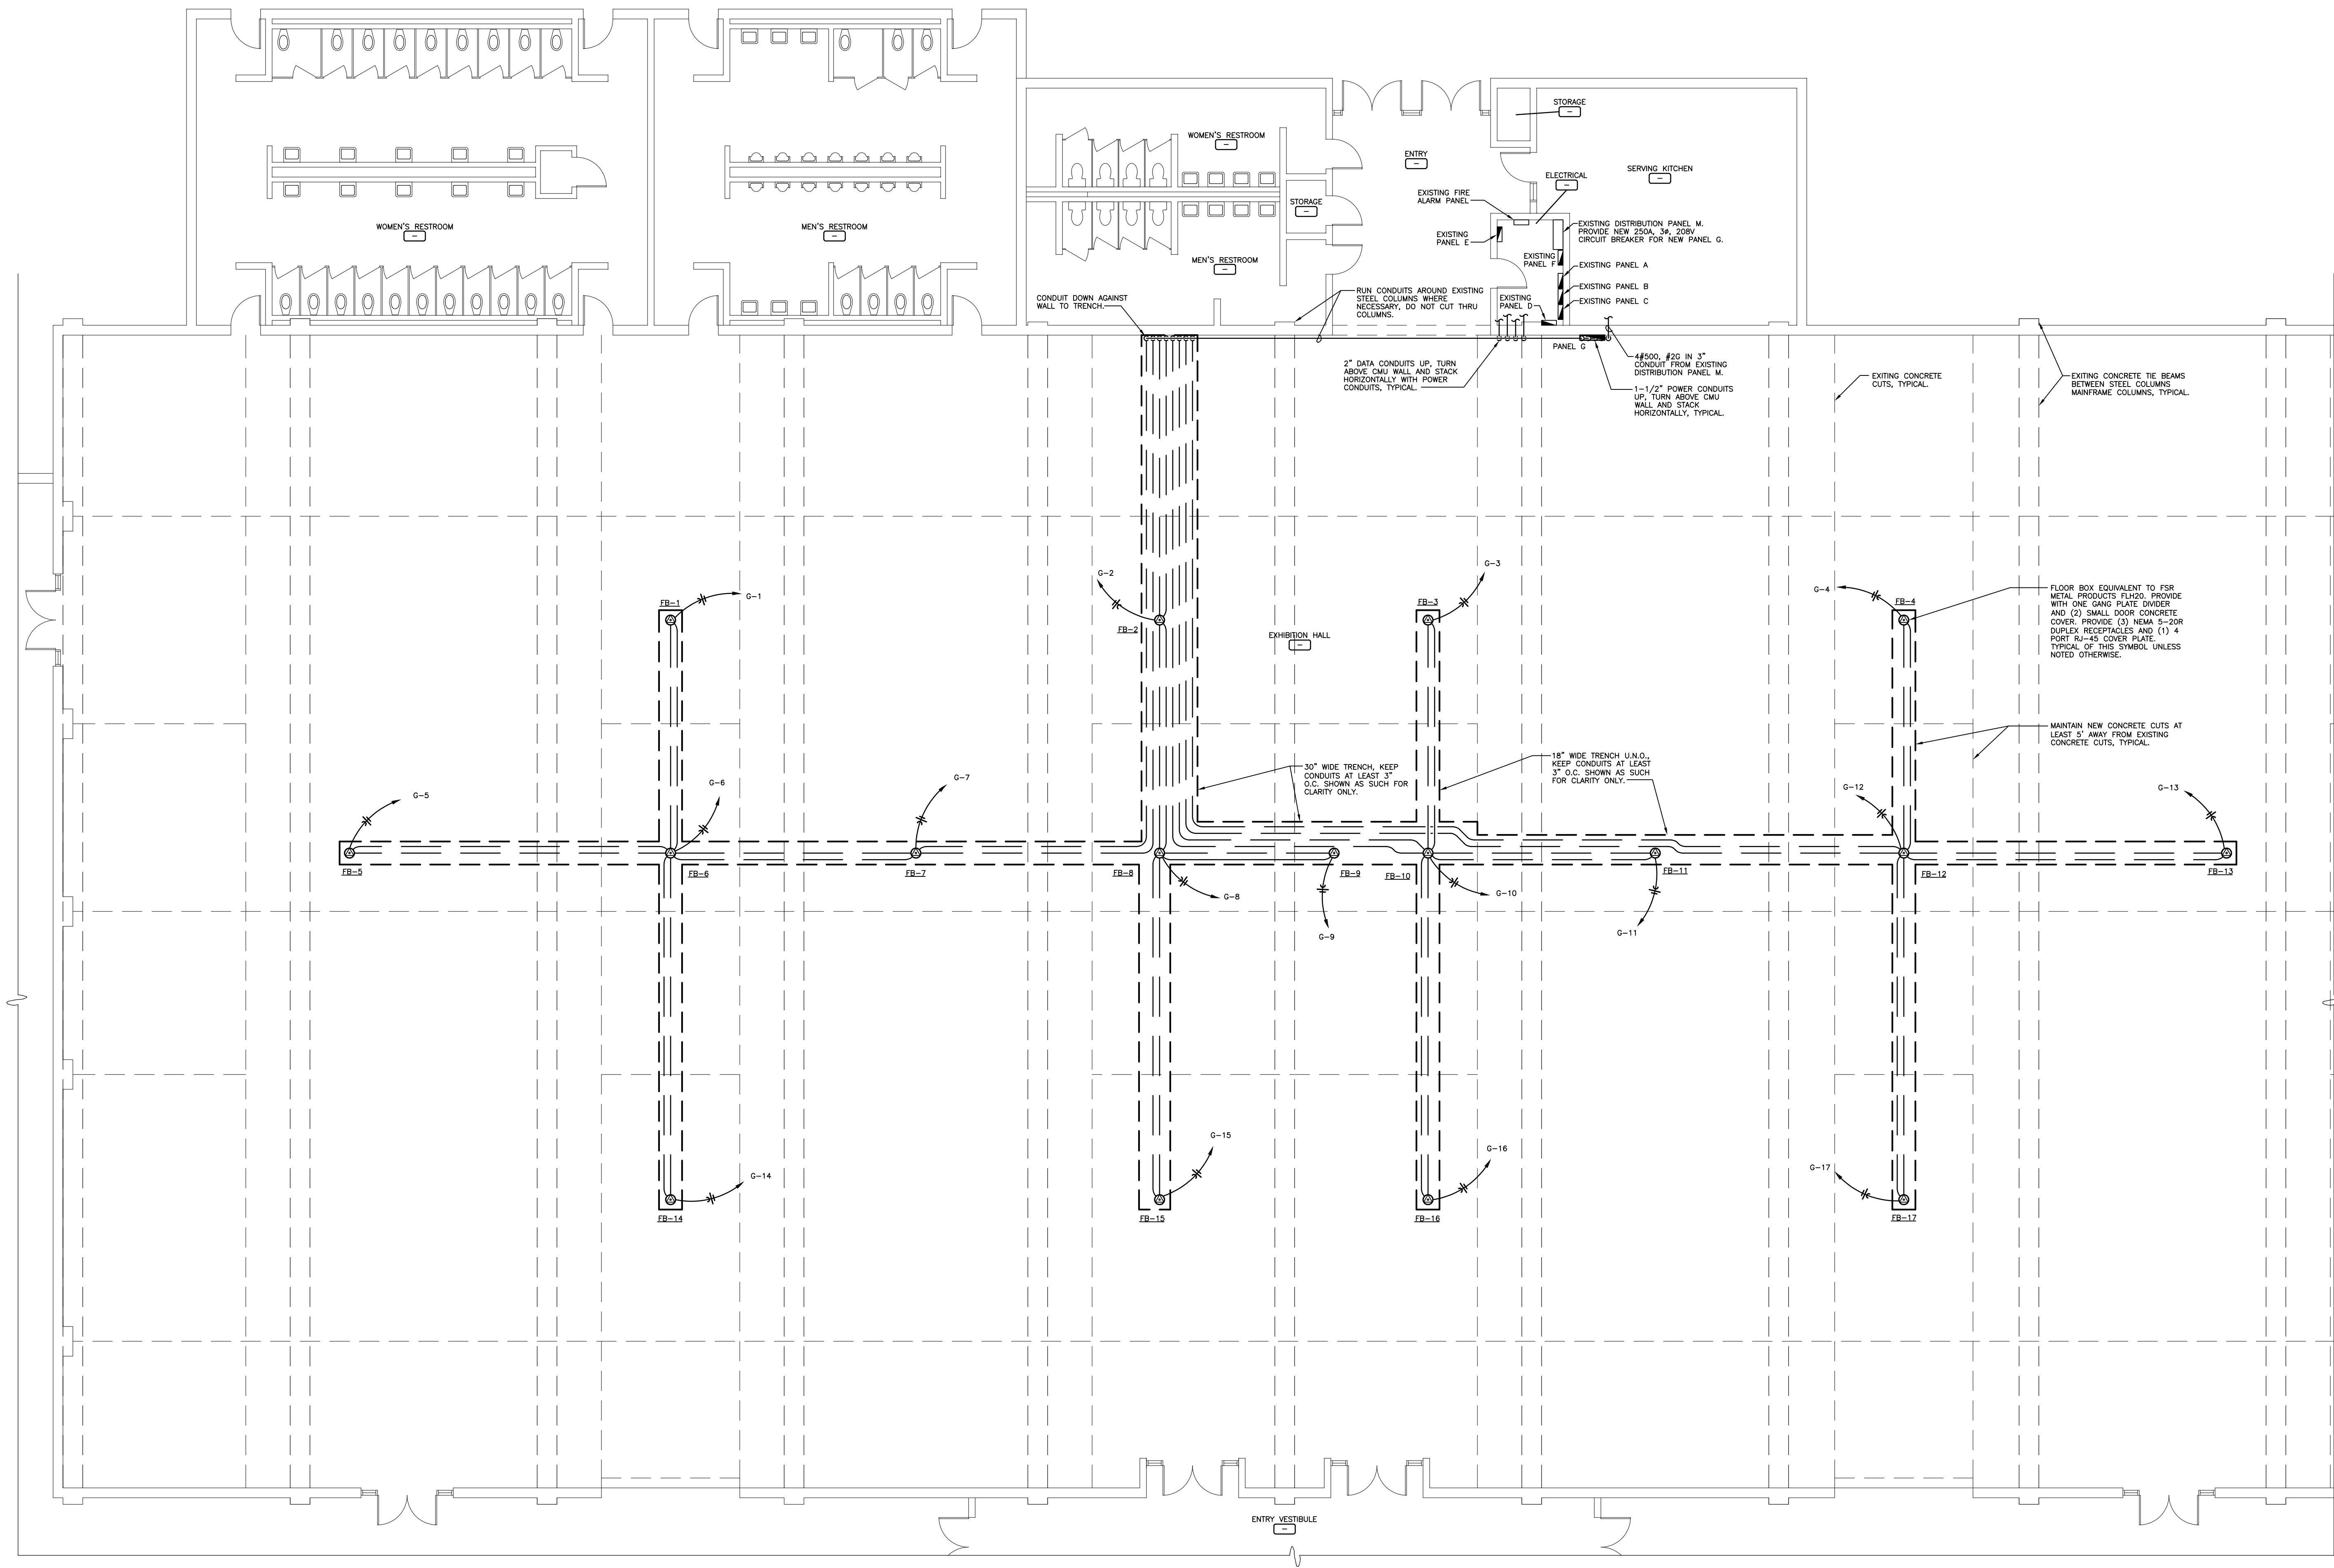 STORAGE
–
WOMEN'S RESTROOM
–
ENTRY
–
SERVING KITCHEN
–
ELECTRICAL
–
EXISTING FIRE
ALARM PANEL
STORAGE
–
WOMEN'S RESTROOM
–
MEN'S RESTROOM
–
EXISTING
PANEL E
EXISTING DISTRIBUTION PANEL M.
PROVIDE NEW 250A, 3ø, 208V
CIRCUIT BREAKER FOR NEW PANEL G.
MEN'S RESTROOM
–
EXISTING
PANEL F
EXISTING PANEL A
EXISTING PANEL B
EXISTING PANEL C
CONDUIT DOWN AGAINST
WALL TO TRENCH.
RUN CONDUITS AROUND EXISTING
STEEL COLUMNS WHERE
NECESSARY, DO NOT CUT THRU
COLUMNS.
EXISTING
PANEL D
PANEL G
2" DATA CONDUITS UP, TURN
ABOVE CMU WALL AND STACK
HORIZONTALLY WITH POWER
CONDUITS, TYPICAL.
4#500, #2G IN 3"
CONDUIT FROM EXISTING
DISTRIBUTION PANEL M.
1-1/2" POWER CONDUITS
UP, TURN ABOVE CMU
WALL AND STACK
HORIZONTALLY, TYPICAL.
EXITING CONCRETE
CUTS, TYPICAL.
EXITING CONCRETE TIE BEAMS
BETWEEN STEEL COLUMNS
MAINFRAME COLUMNS, TYPICAL.
G-1
G-2
G-3
G-4
FB-1
FB-2
FB-3
FB-4
EXHIBITION HALL
–
FLOOR BOX EQUIVALENT TO FSR
METAL PRODUCTS FLH20. PROVIDE
WITH ONE GANG PLATE DIVIDER
AND (2) SMALL DOOR CONCRETE
COVER. PROVIDE (3) NEMA 5-20R
DUPLEX RECEPTACLES AND (1) 4
PORT RJ-45 COVER PLATE.
TYPICAL OF THIS SYMBOL UNLESS
NOTED OTHERWISE.
MAINTAIN NEW CONCRETE CUTS AT
LEAST 5' AWAY FROM EXISTING
CONCRETE CUTS, TYPICAL.
30" WIDE TRENCH, KEEP
CONDUITS AT LEAST 3"
O.C. SHOWN AS SUCH FOR
CLARITY ONLY.
18" WIDE TRENCH U.N.O.,
KEEP CONDUITS AT LEAST
3" O.C. SHOWN AS SUCH
FOR CLARITY ONLY.
G-5
G-6
G-7
G-12
G-13
FB-5
FB-6
FB-7
FB-8
FB-9
FB-10
FB-11
FB-12
FB-13
G-8
G-9
G-10
G-11
G-14
G-15
G-16
G-17
FB-14
FB-15
FB-16
FB-17
ENTRY VESTIBULE
–